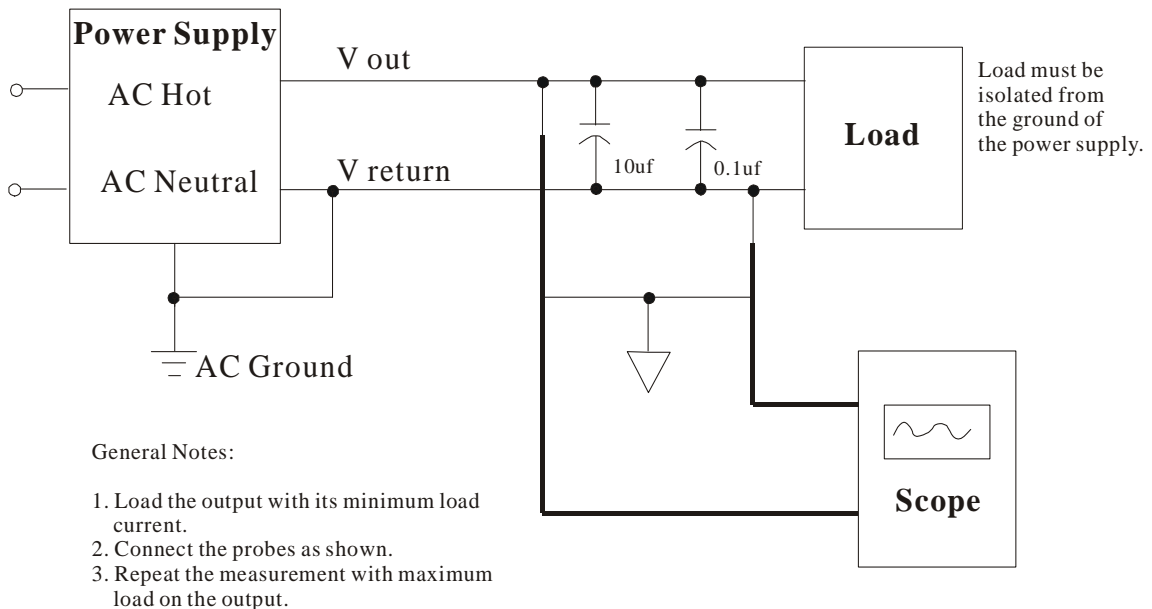 Power Supply
V out
AC Hot
Load must be
isolated from
the ground of
the power supply.
Load
10uf
0.1uf
AC Neutral
V return
AC Ground
General Notes:
1. Load the output with its minimum load
current.
2. Connect the probes as shown.
3. Repeat the measurement with maximum
load on the output.
Scope